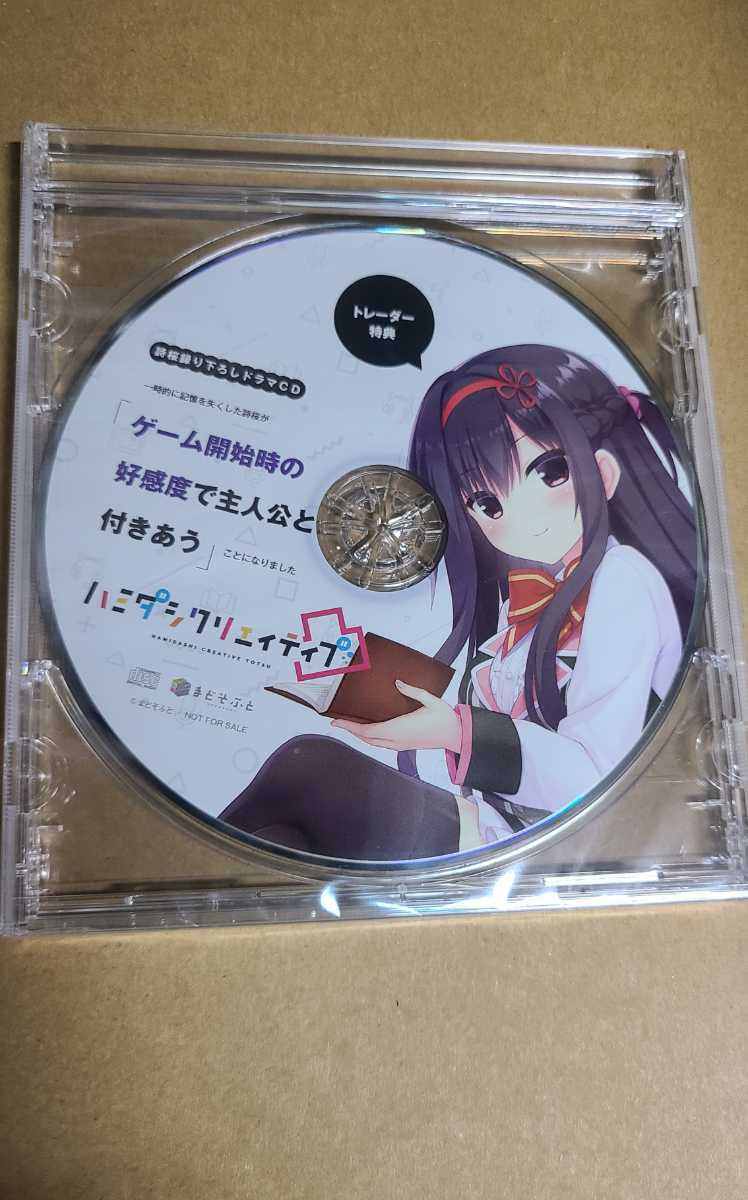 トレーダー
特典
詩桜録り下ろしドラマCD
一時的に記憶を失くした詩桜が
「ゲーム開始時の
好感度で主人公と
付きあう」ことになりました
ハミダシクリエイティブ凸
HAMIDASHI CREATIVE TOTSU
まどそふと
©まどそふと／NOT FOR SALE